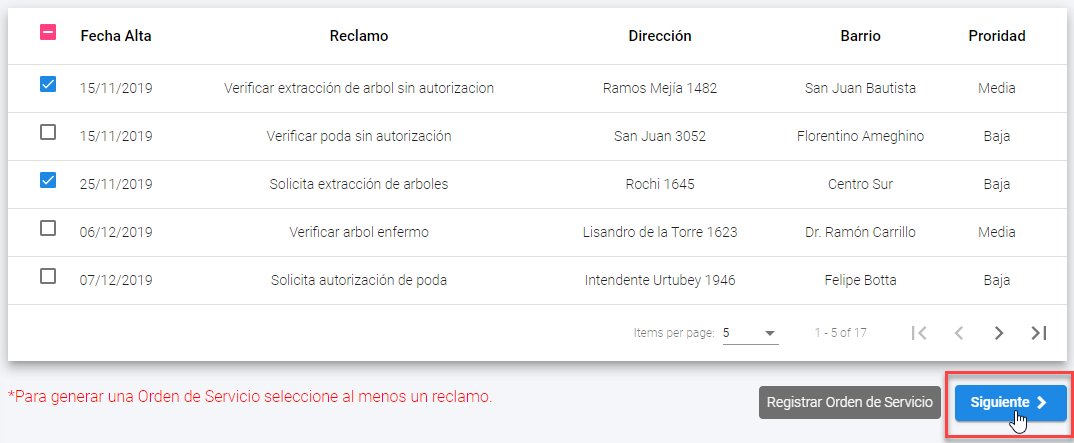 Fecha Alta Reclamo Dirección Barrio Proridad
15/11/2019 Verificar extracción de arbol sin autorizacion Ramos Mejía 1482 San Juan Bautista Media
15/11/2019 Verificar poda sin autorización San Juan 3052 Florentino Ameghino Baja
25/11/2019 Solicita extracción de arboles Rochi 1645 Centro Sur Baja
06/12/2019 Verificar arbol enfermo Lisandro de la Torre 1623 Dr. Ramón Carrillo Media
07/12/2019 Solicita autorización de poda Intendente Urtubey 1946 Felipe Botta Baja
Items per page: 5 1 - 5 of 17
*Para generar una Orden de Servicio seleccione al menos un reclamo.
Registrar Orden de Servicio Siguiente